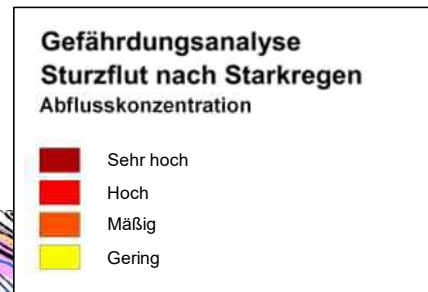 Gefährdungsanalyse
Sturzflut nach Starkregen
Abflusskonzentration
Sehr hoch
Hoch
Mäßig
Gering